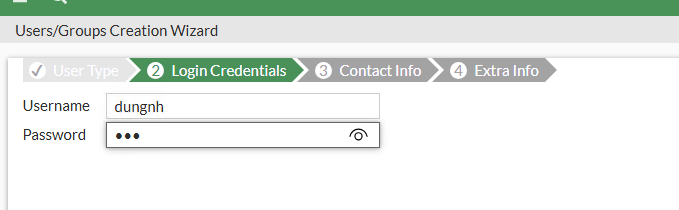 Users/Groups Creation Wizard
User Type 2 Login Credentials 3 Contact Info 4 Extra Info
Username dungnh
Password •••